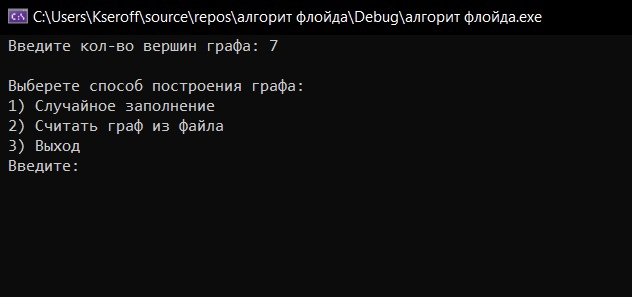 C:\Users\Kseroff\source\repos\алгорит флойда\Debug\алгорит флойда.exe
Введите кол-во вершин графа: 7
Выберете способ построения графа:
1) Случайное заполнение
2) Считать граф из файла
3) Выход
Введите: